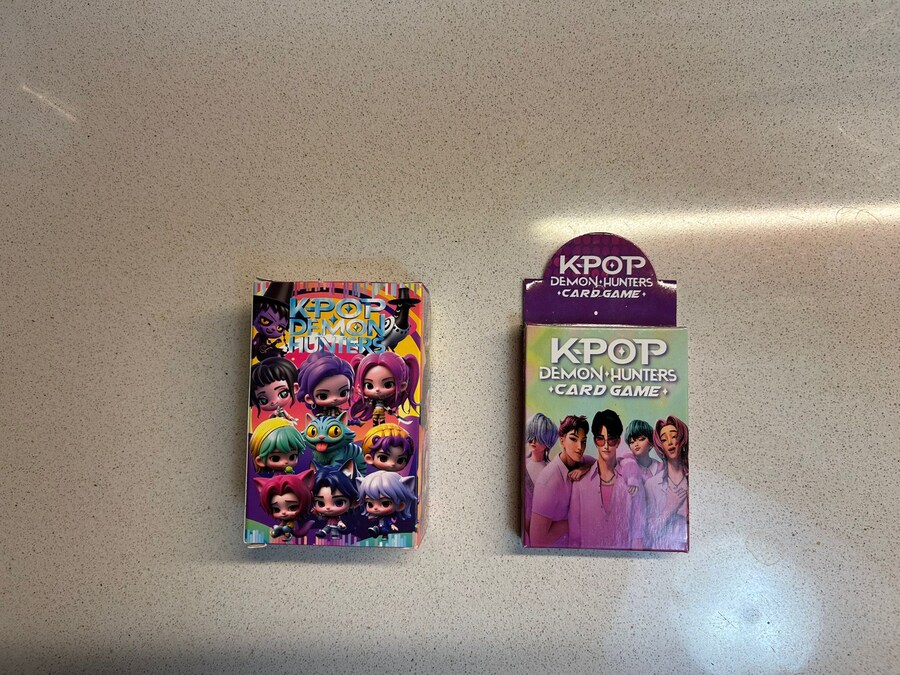 K-POP
DEMON
HUNTERS
K-POP
DEMON HUNTERS
CARD GAME
K-POP
DEMON HUNTERS
CARD GAME